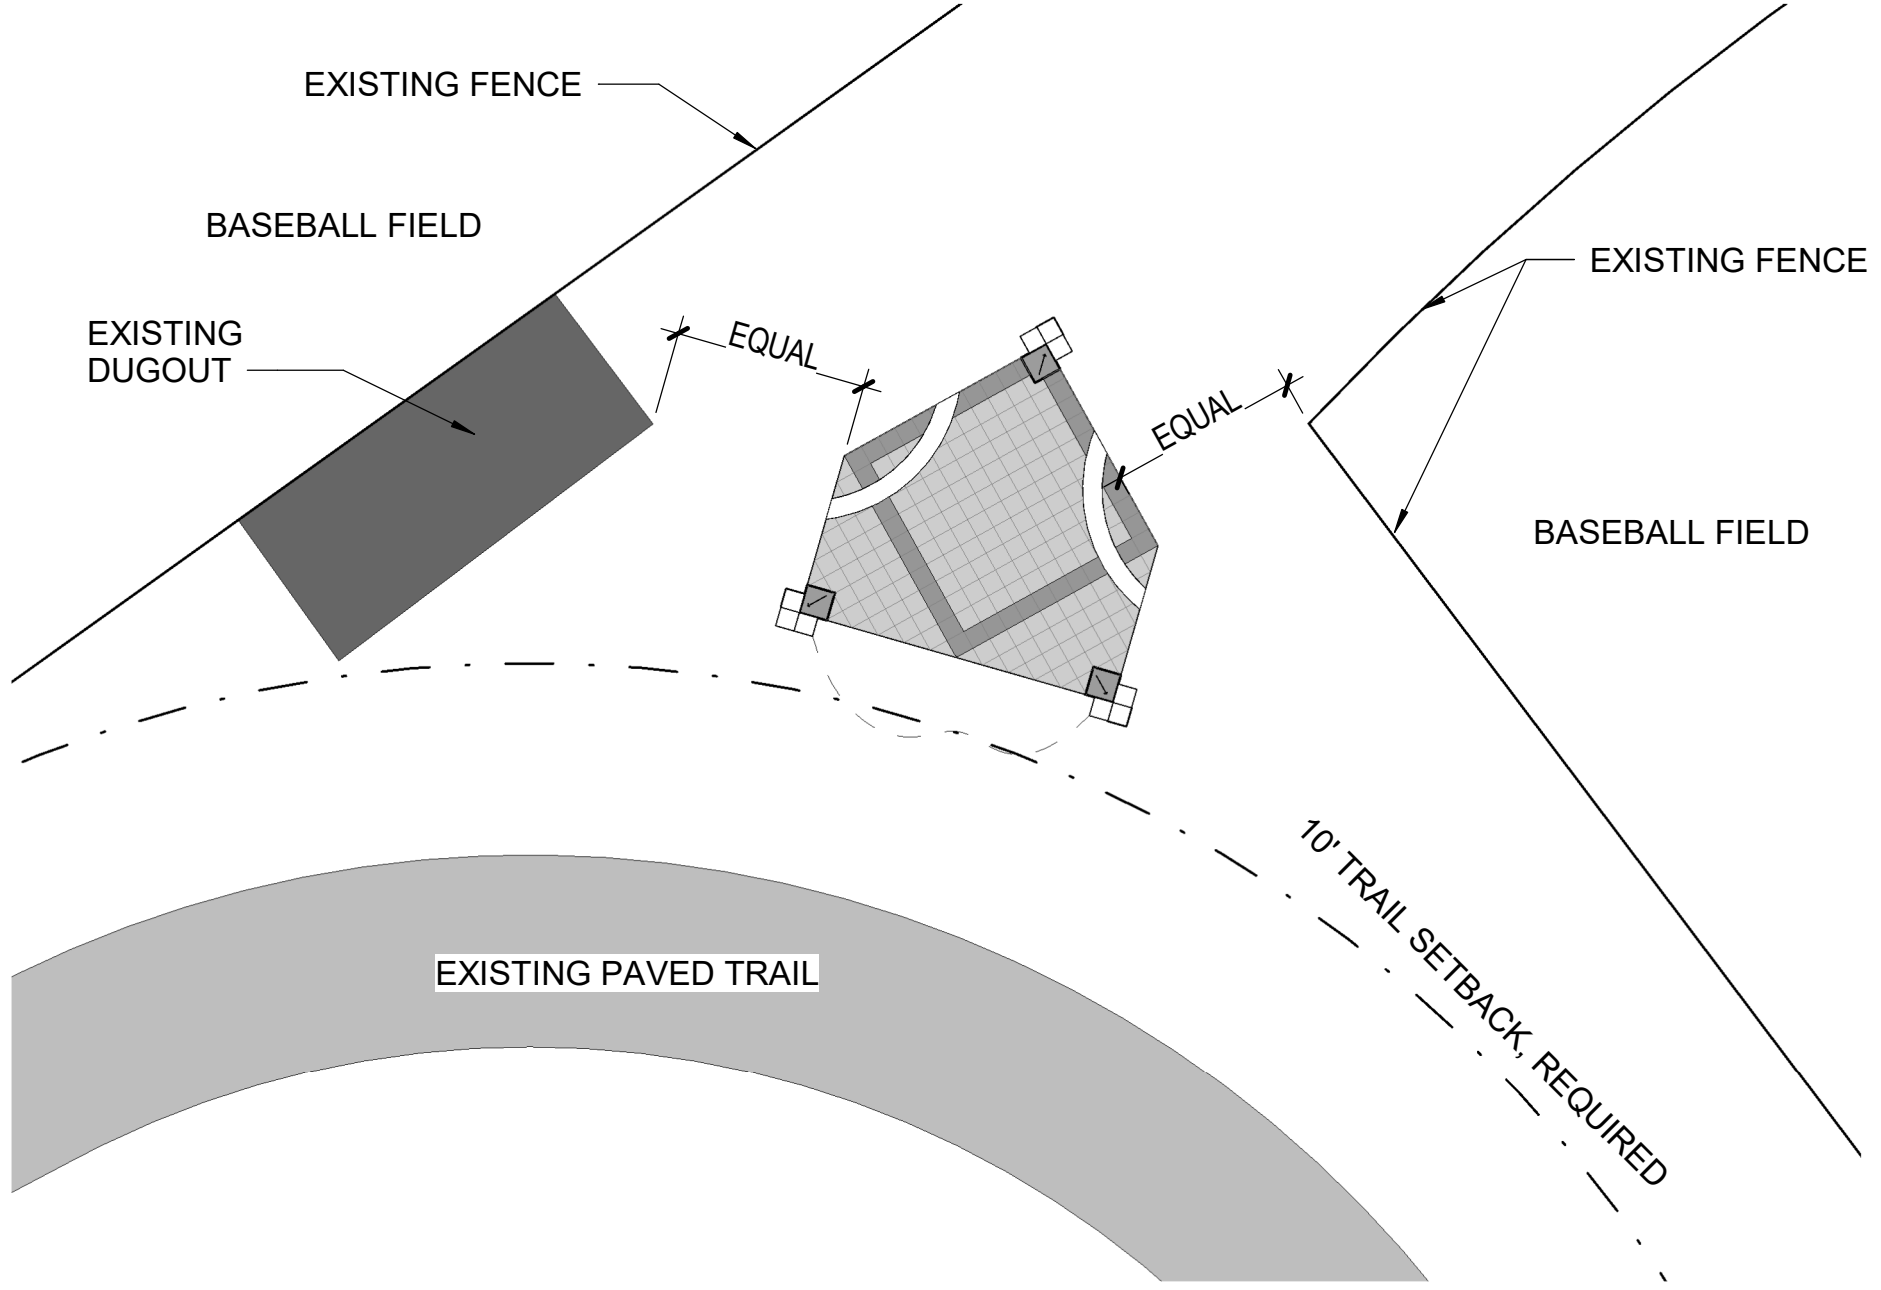 EXISTING FENCE
BASEBALL FIELD
EXISTING FENCE
EXISTING
DUGOUT
EQUAL
EQUAL
BASEBALL FIELD
10' TRAIL SETBACK, REQUIRED
EXISTING PAVED TRAIL